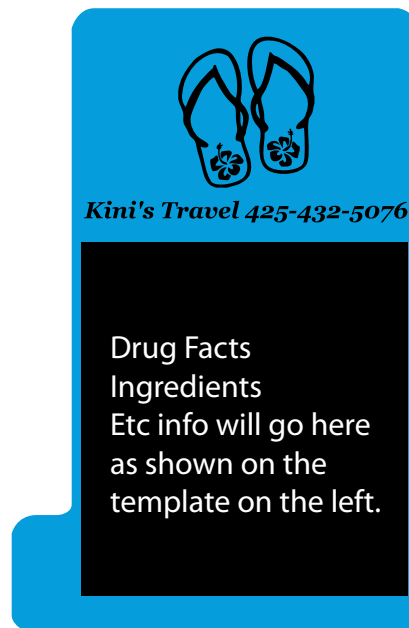 Kini's Travel 425-432-5076
Drug Facts
Ingredients
Etc info will go here
as shown on the
template on the left.